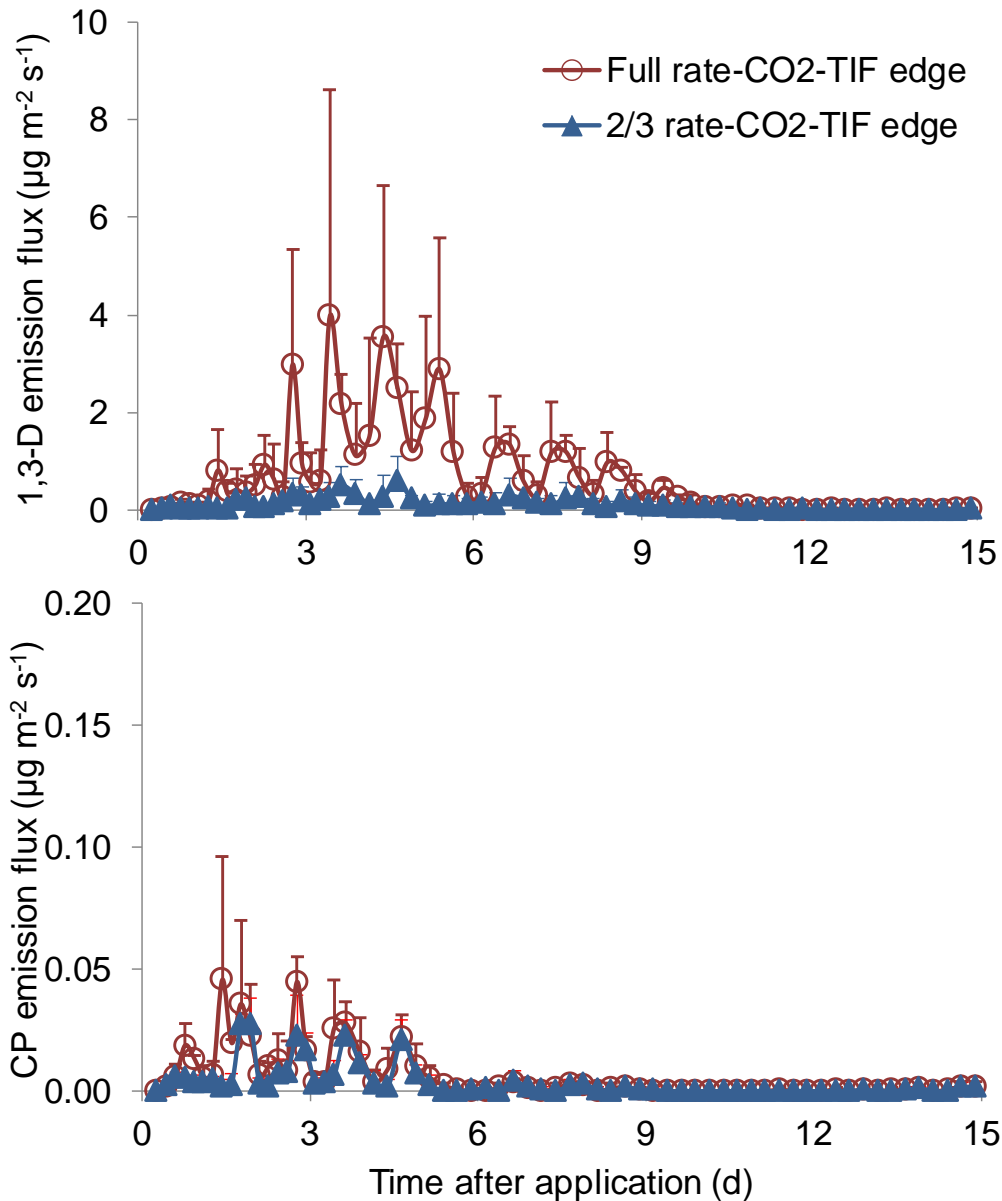 1,3-D emission flux (µg m-2 s-1)
10
8
6
4
2
0
Full rate-CO2-TIF edge
2/3 rate-CO2-TIF edge
0 3 6 9 12 15
CP emission flux (µg m-2 s-1)
0.20
0.15
0.10
0.05
0.00
0 3 6 9 12 15
Time after application (d)